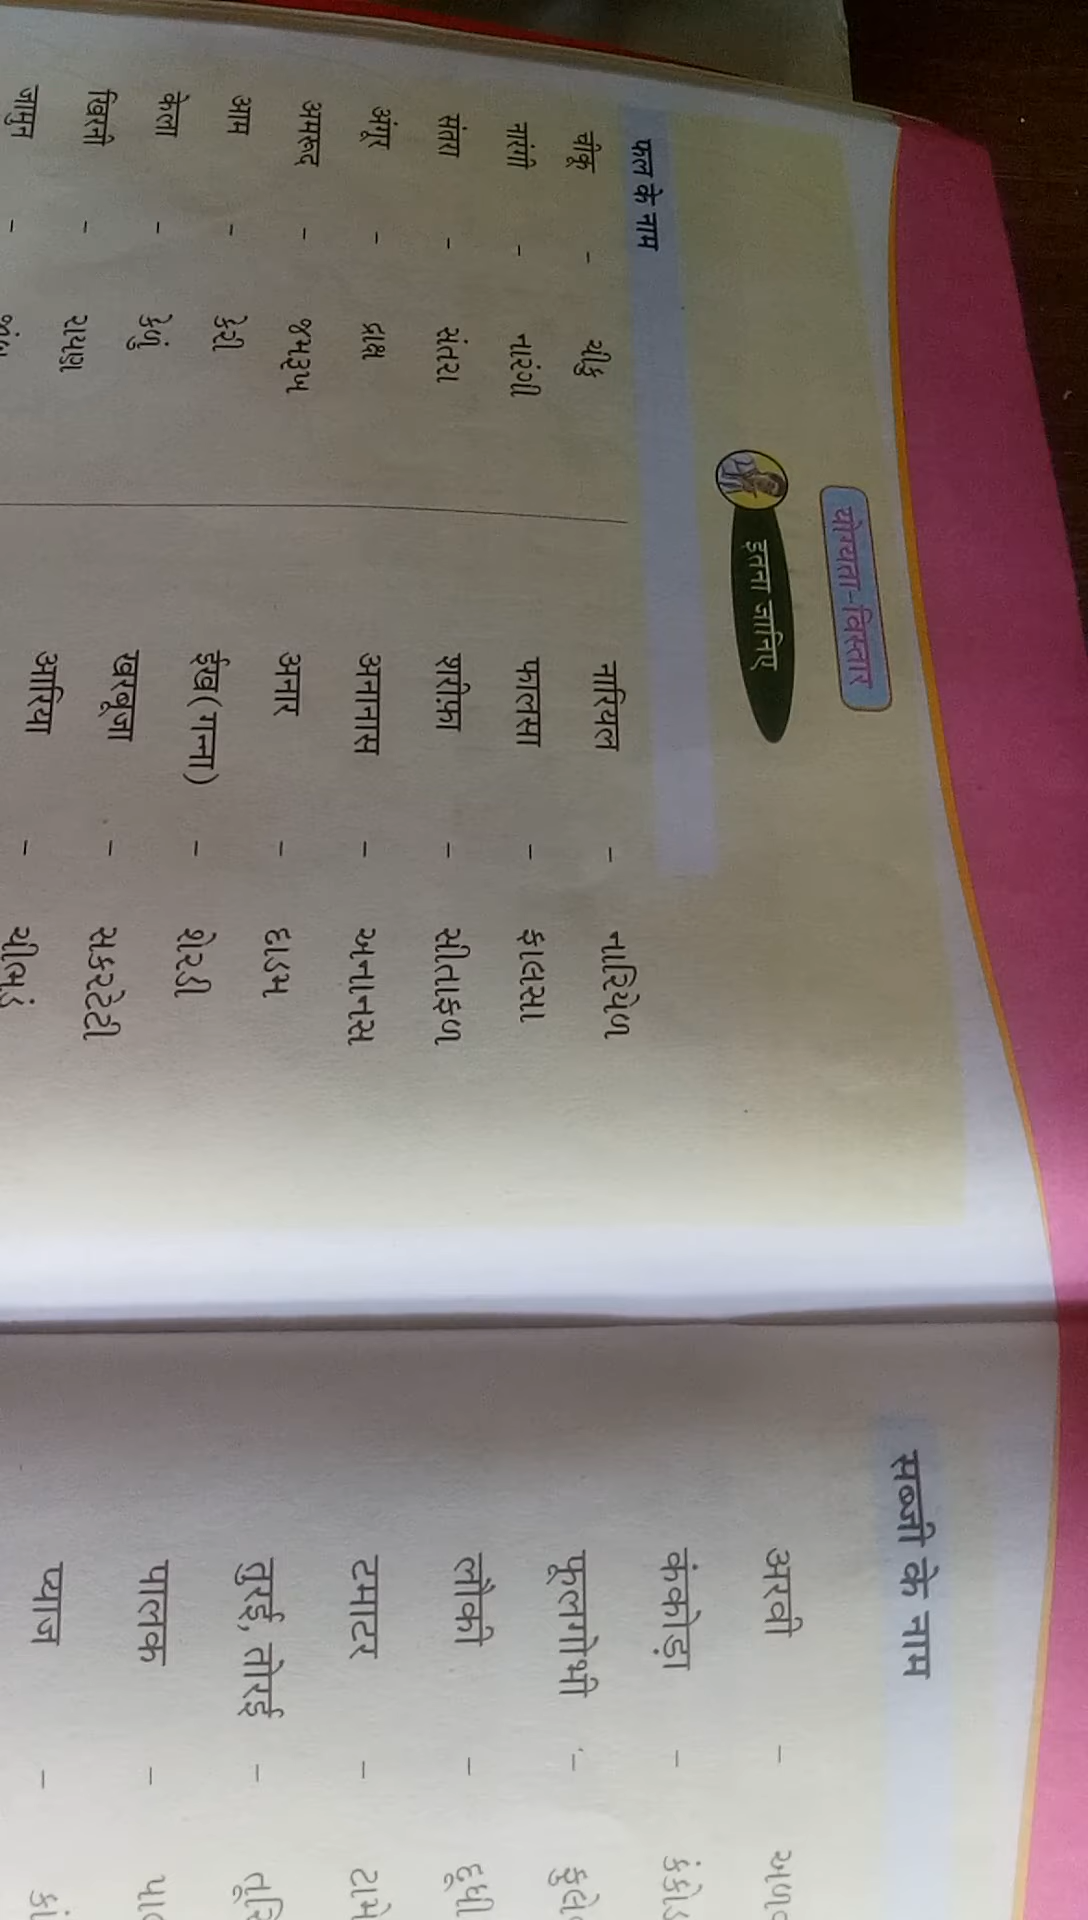 योग्यता-विस्तार
इतना जानिए
फल के नाम
चीकू - ચીકુ
नारंगी - નારંગી
संतरा - સંતરા
अंगूर - દ્રાક્ષ
अमरूद - જમરૂખ
आम - કેરી
केला - કેળું
खिरनी - રાયણ
जामुन -
नारियल - નારિયેળ
फालसा - ફાલસા
शरीफ़ा - સીતાફળ
अनानास - અનાનસ
अनार - દાડમ
ईख(गन्ना) - શેરડી
खरबूजा - સક્કરટેટી
आरिया - ચીભડું
सब्जी के नाम
अरवी -
कंकोड़ा -
फूलगोभी -
लौकी - દૂધી
टमाटर -
तुरई, तोरई -
पालक -
प्याज -